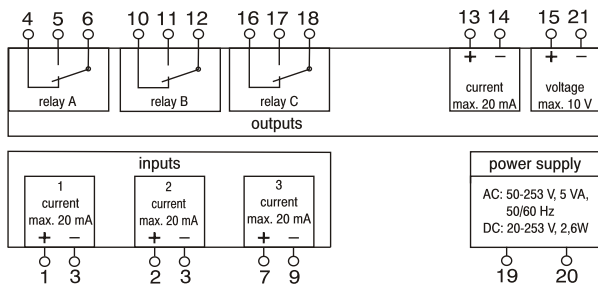 4 5 6 10 11 12 16 17 18 13 14 15 21
+ − + −
relay A relay B relay C current max. 20 mA voltage max. 10 V
outputs
inputs
1 current max. 20 mA + −
2 current max. 20 mA + −
3 current max. 20 mA + −
1 3 2 3 7 9
power supply
AC: 50-253 V, 5 VA,
50/60 Hz
DC: 20-253 V, 2,6W
19 20